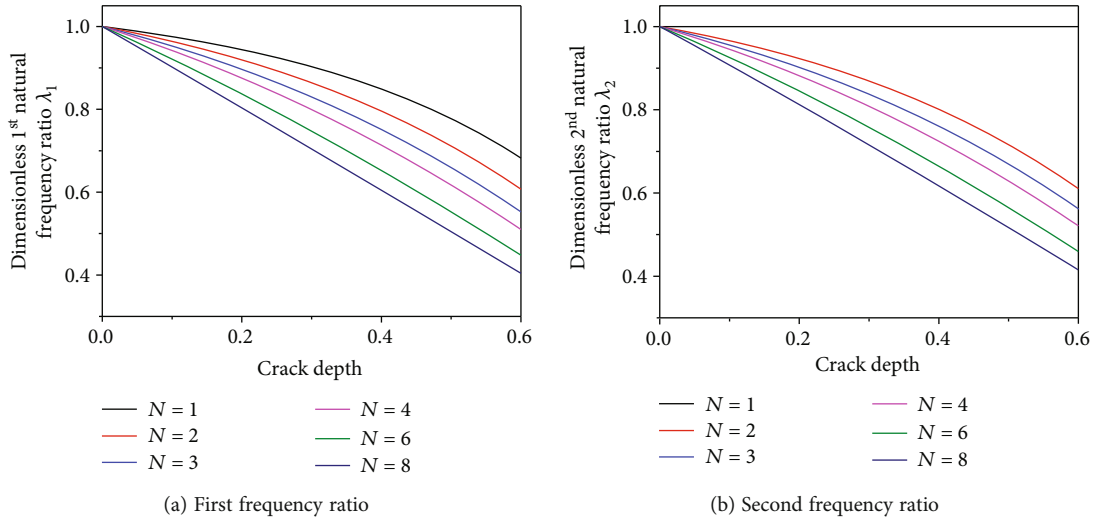 1.0
0.8
0.6
0.4
Dimensionless 1st natural
frequency ratio λ1
0.0
0.2
0.4
0.6
Crack depth
N = 1
N = 4
N = 2
N = 6
N = 3
N = 8
(a) First frequency ratio
1.0
0.8
0.6
0.4
Dimensionless 2nd natural
frequency ratio λ2
0.0
0.2
0.4
0.6
Crack depth
N = 1
N = 4
N = 2
N = 6
N = 3
N = 8
(b) Second frequency ratio